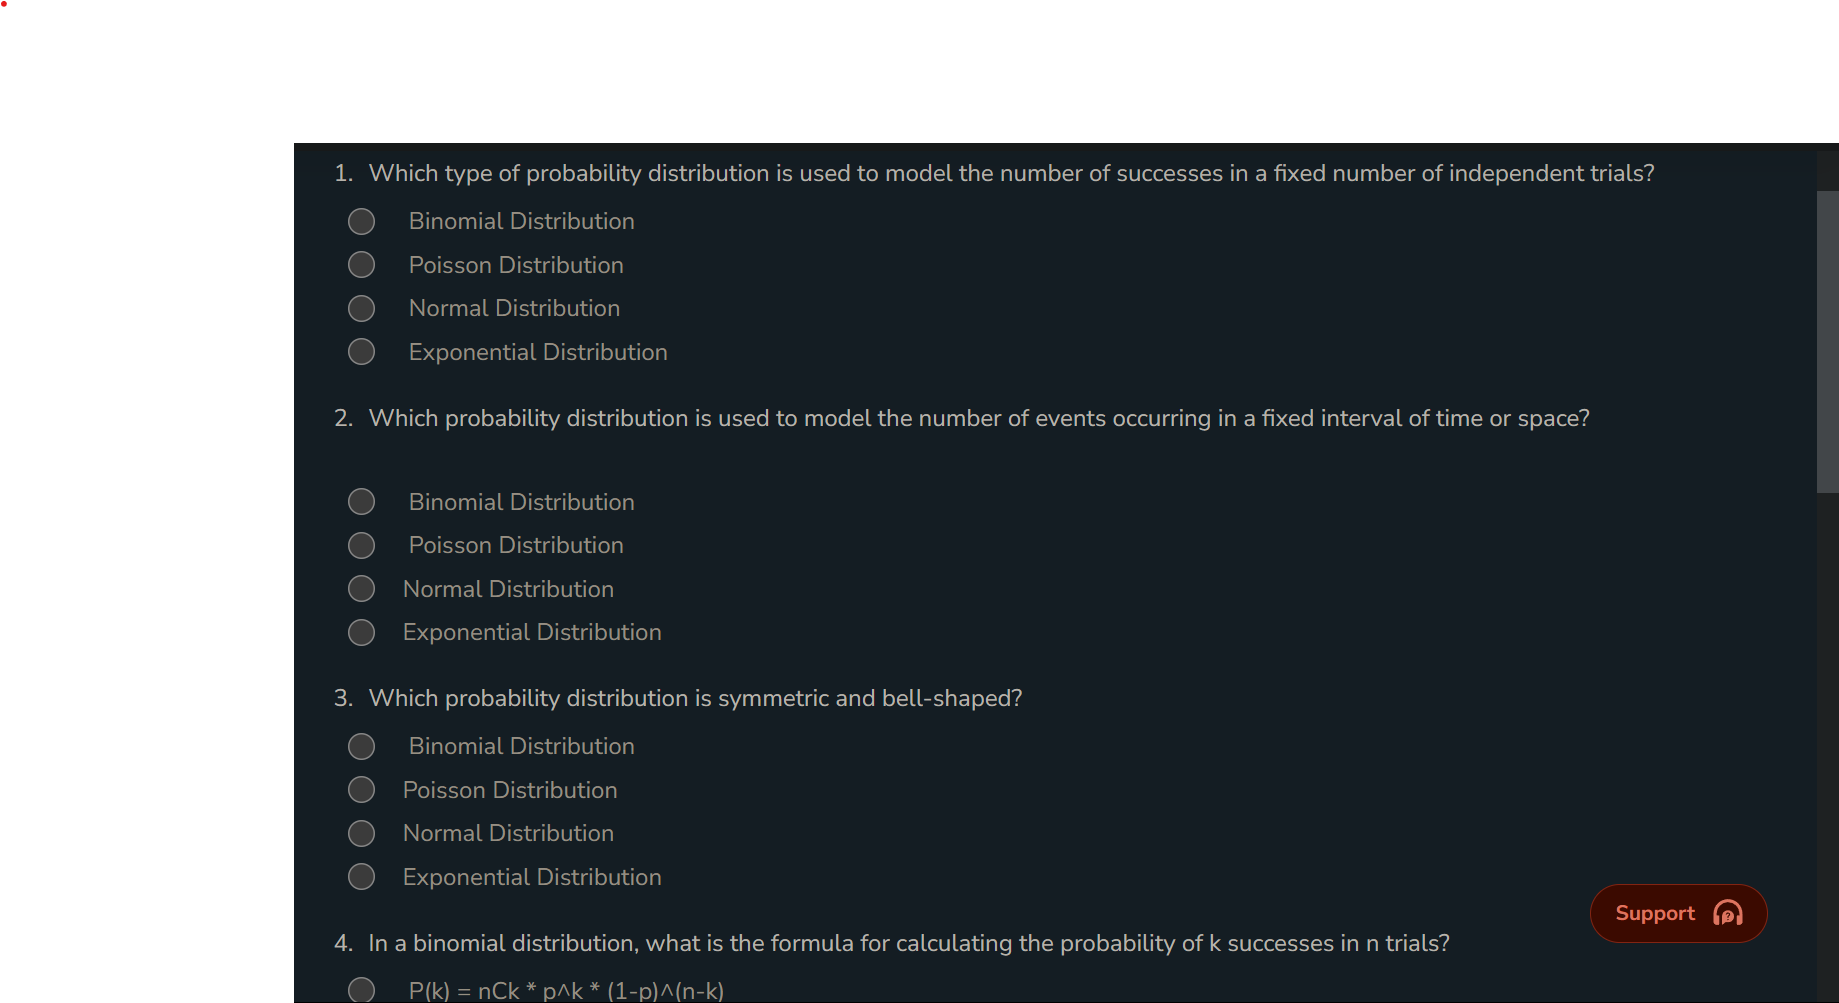 1. Which type of probability distribution is used to model the number of successes in a fixed number of independent trials?
Binomial Distribution
Poisson Distribution
Normal Distribution
Exponential Distribution
2. Which probability distribution is used to model the number of events occurring in a fixed interval of time or space?
Binomial Distribution
Poisson Distribution
Normal Distribution
Exponential Distribution
3. Which probability distribution is symmetric and bell-shaped?
Binomial Distribution
Poisson Distribution
Normal Distribution
Exponential Distribution
Support
4. In a binomial distribution, what is the formula for calculating the probability of k successes in n trials?
P(k) = nCk * p^k * (1-p)^(n-k)